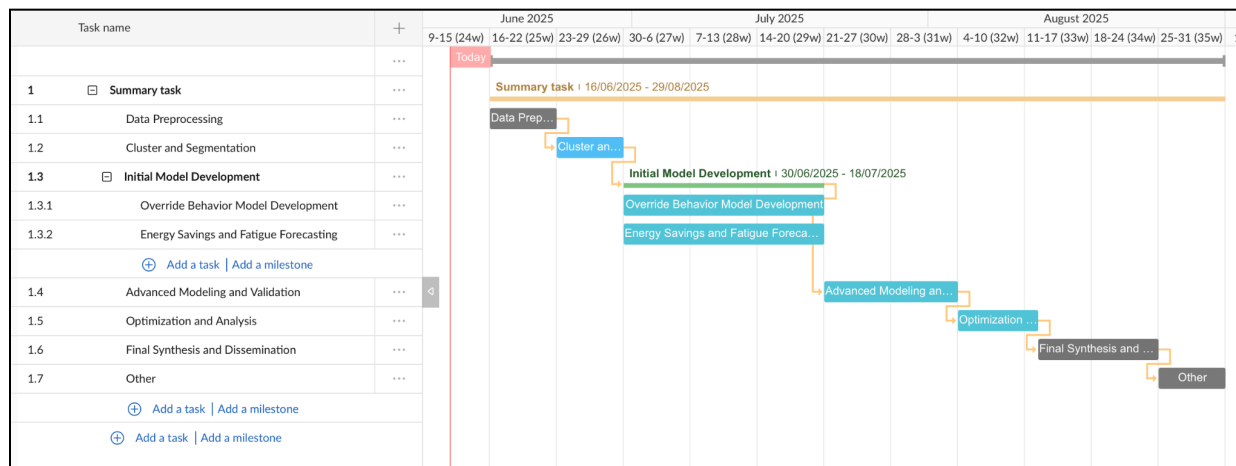 Task name
June 2025 July 2025 August 2025
9-15 (24w) 16-22 (25w) 23-29 (26w) 30-6 (27w) 7-13 (28w) 14-20 (29w) 21-27 (30w) 28-3 (31w) 4-10 (32w) 11-17 (33w) 18-24 (34w) 25-31 (35w)
Today
1 Summary task Summary task 16/06/2025 - 29/08/2025
1.1 Data Preprocessing Data Prep...
1.2 Cluster and Segmentation Cluster an...
1.3 Initial Model Development Initial Model Development 30/06/2025 - 18/07/2025
1.3.1 Override Behavior Model Development Override Behavior Model Development
1.3.2 Energy Savings and Fatigue Forecasting Energy Savings and Fatigue Foreca...
Add a task | Add a milestone
1.4 Advanced Modeling and Validation Advanced Modeling an...
1.5 Optimization and Analysis Optimization ...
1.6 Final Synthesis and Dissemination Final Synthesis and ...
1.7 Other Other
Add a task | Add a milestone
Add a task | Add a milestone